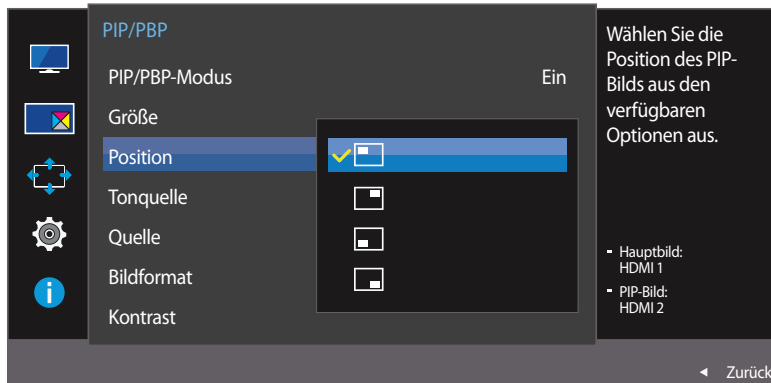 PIP/PBP
PIP/PBP-Modus Ein
Größe
Position
Tonquelle
Quelle
Bildformat
Kontrast
Wählen Sie die
Position des PIP-
Bilds aus den
verfügbaren
Optionen aus.
- Hauptbild:
HDMI 1
- PIP-Bild:
HDMI 2
Zurück